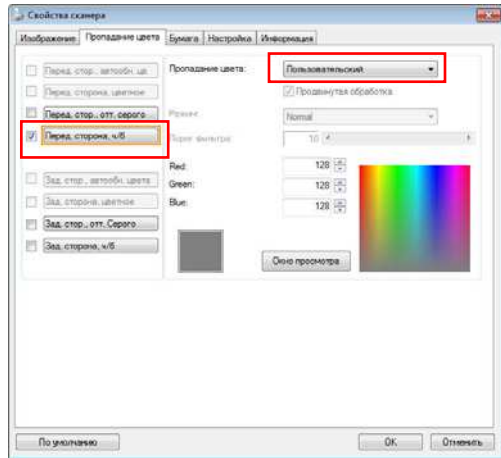 Свойства сканера
Изображение Пропадание цвета Бумага Настройка Информация
Перед. стор., автообн. цв. Пропадание цвета: Пользовательский
Перед. сторона, цветное Продвинутая обработка
Перед. стор., отт. серого Режим: Normal
Перед. сторона, ч/б Порог фильтра: 10
Red: 128
Зад. стор., автообн. цвета Green: 128
Зад. сторона, цветное Blue: 128
Зад. стор., отт. Серого
Зад. сторона, ч/б
Окно просмотра
По умолчанию OK Отменить